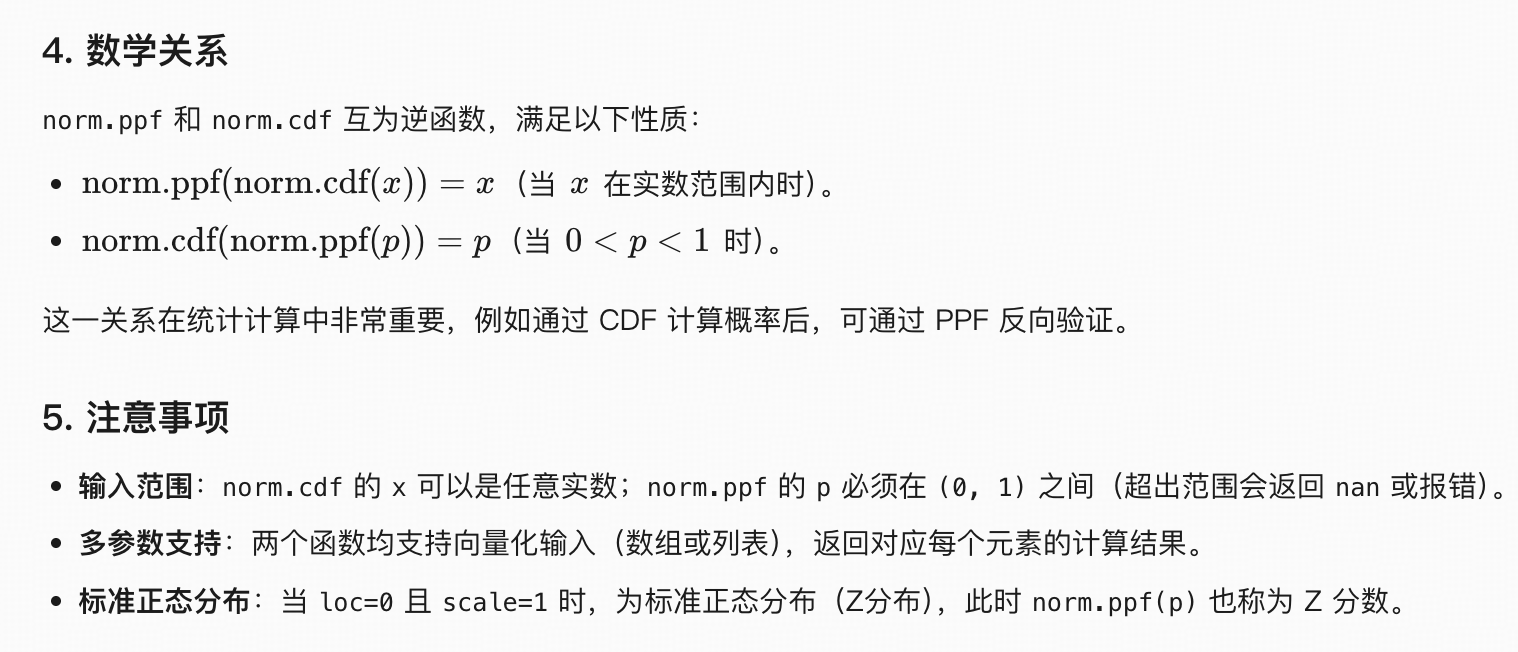 4. 数学关系
norm.ppf 和 norm.cdf 互为逆函数，满足以下性质：
• norm.ppf(norm.cdf(x)) = x（当 x 在实数范围内时）。
• norm.cdf(norm.ppf(p)) = p（当 0 < p < 1 时）。
这一关系在统计计算中非常重要，例如通过 CDF 计算概率后，可通过 PPF 反向验证。
5. 注意事项
• 输入范围：norm.cdf 的 x 可以是任意实数；norm.ppf 的 p 必须在 (0, 1) 之间（超出范围会返回 nan 或报错）。
• 多参数支持：两个函数均支持向量化输入（数组或列表），返回对应每个元素的计算结果。
• 标准正态分布：当 loc=0 且 scale=1 时，为标准正态分布（Z分布），此时 norm.ppf(p) 也称为 Z 分数。